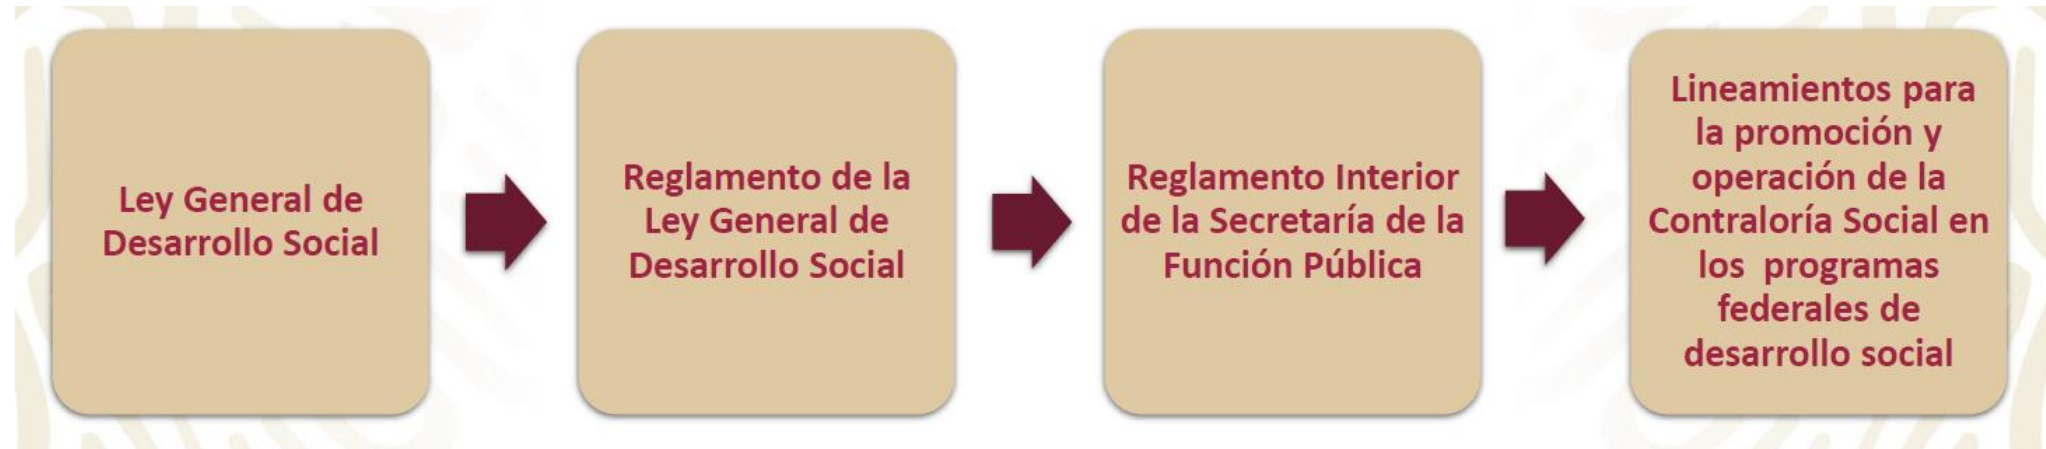 Ley General de
Desarrollo Social
Reglamento de la
Ley General de
Desarrollo Social
Reglamento Interior
de la Secretaría de la
Función Pública
Lineamientos para
la promoción y
operación de la
Contraloría Social en
los programas
federales de
desarrollo social